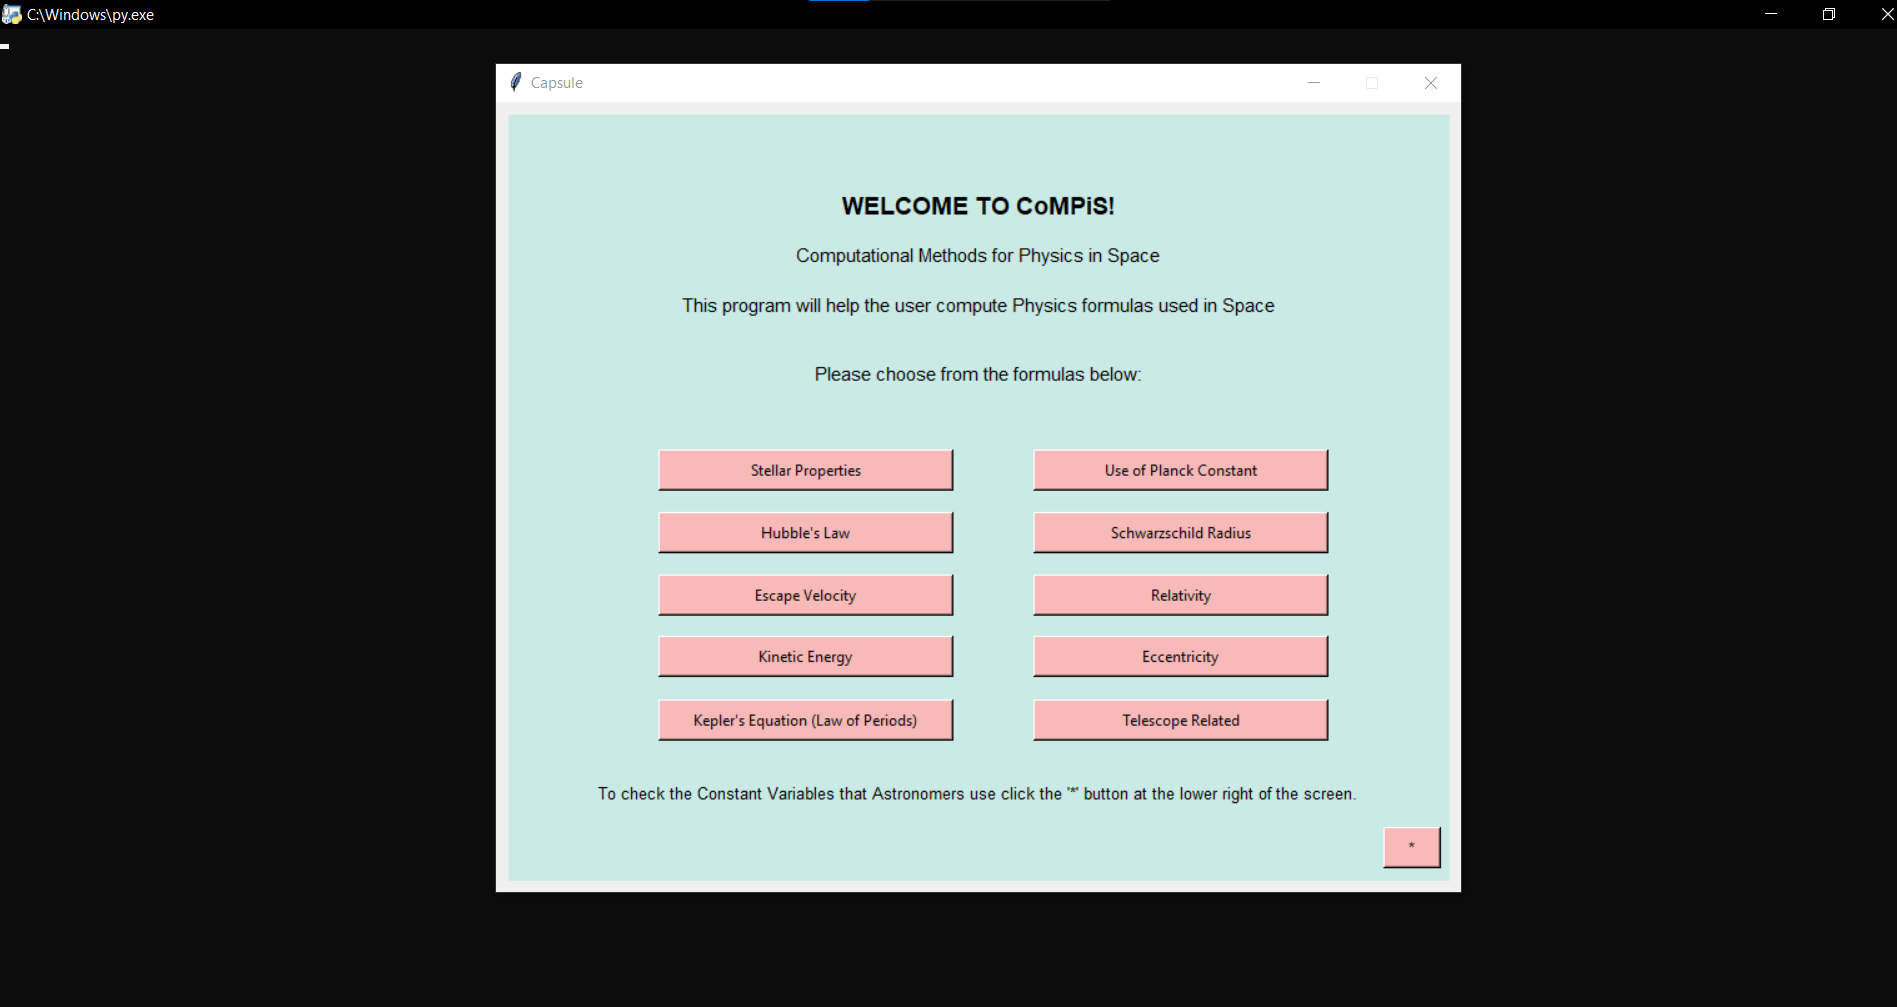 C:\Windows\py.exe
Capsule
WELCOME TO CoMPiS!
Computational Methods for Physics in Space
This program will help the user compute Physics formulas used in Space
Please choose from the formulas below:
Stellar Properties
Use of Planck Constant
Hubble's Law
Schwarzschild Radius
Escape Velocity
Relativity
Kinetic Energy
Eccentricity
Kepler's Equation (Law of Periods)
Telescope Related
To check the Constant Variables that Astronomers use click the '*' button at the lower right of the screen.
*